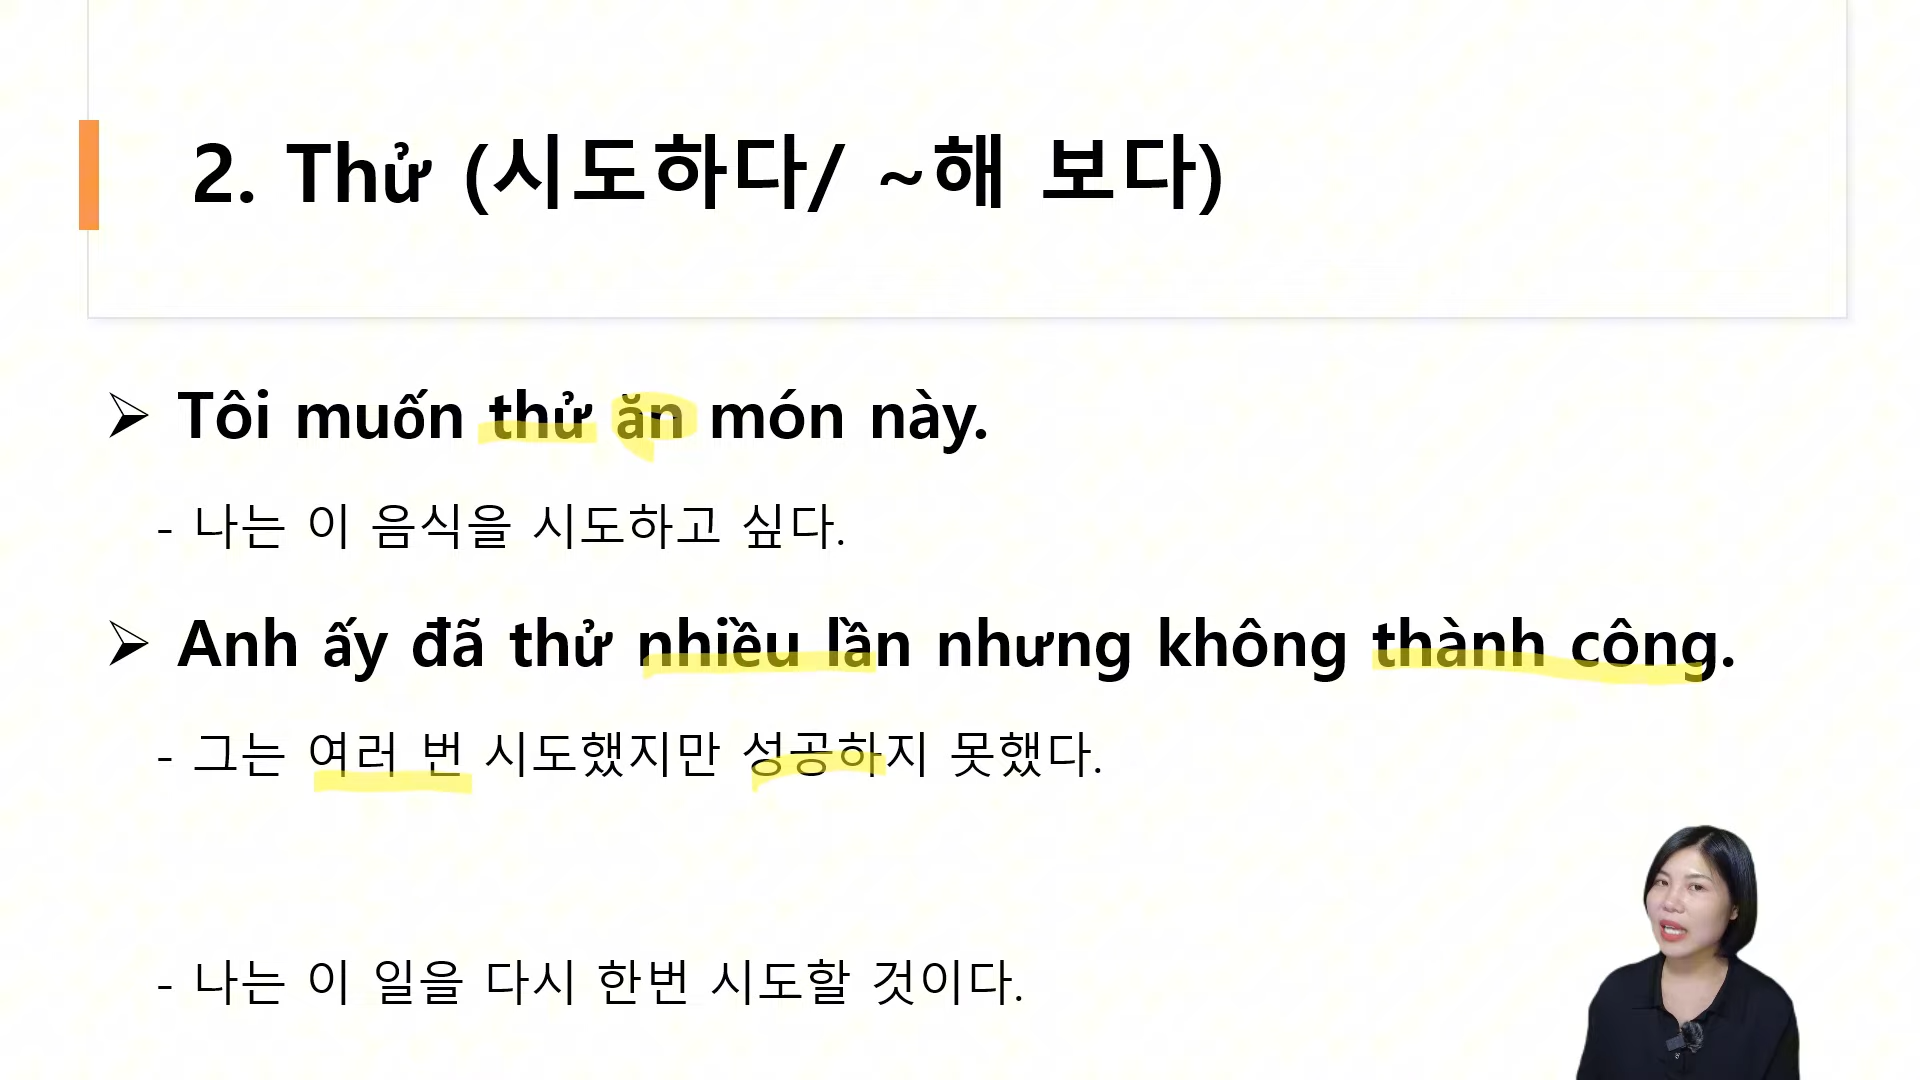 2. Thử (시도하다/ ~해 보다)
Tôi muốn thử ăn món này.
- 나는 이 음식을 시도하고 싶다.
Anh ấy đã thử nhiều lần nhưng không thành công.
- 그는 여러 번 시도했지만 성공하지 못했다.
- 나는 이 일을 다시 한번 시도할 것이다.